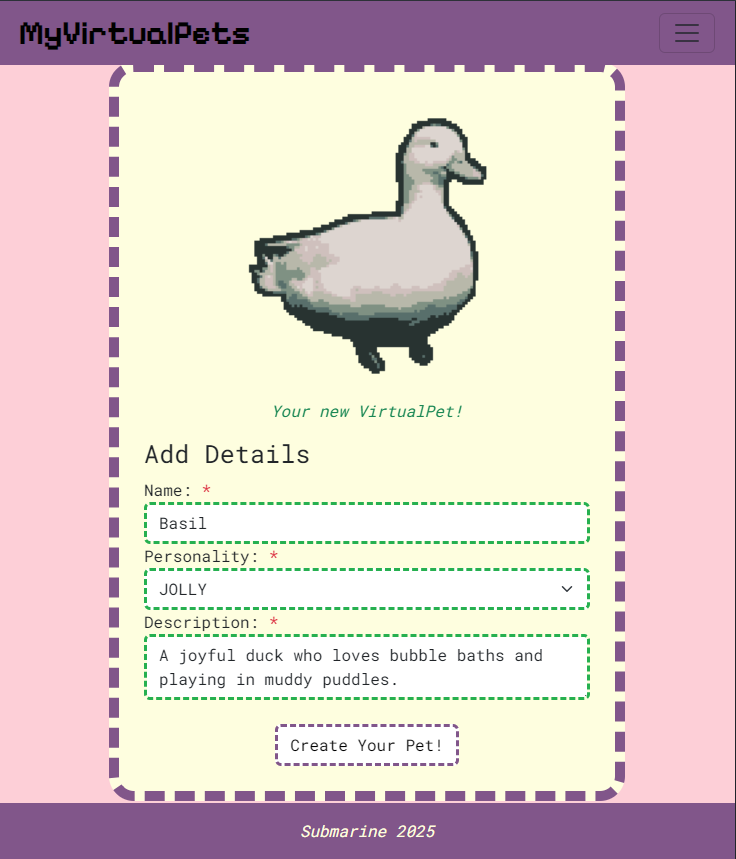 MyVirtualPets
Your new VirtualPet!
Add Details
Name: *
Basil
Personality: *
JOLLY
Description: *
A joyful duck who loves bubble baths and
playing in muddy puddles.
Create Your Pet!
Submarine 2025